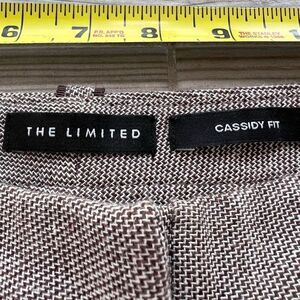 6 7 8 9
THE LIMITED
CASSIDY FIT